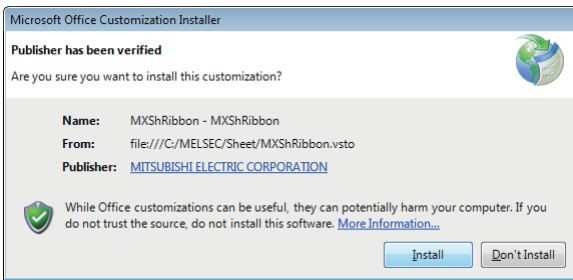 Microsoft Office Customization Installer
Publisher has been verified
Are you sure you want to install this customization?
Name: MXShRibbon - MXShRibbon
From: file:///C:/MELSEC/Sheet/MXShRibbon.vsto
Publisher: MITSUBISHI ELECTRIC CORPORATION
While Office customizations can be useful, they can potentially harm your computer. If you
do not trust the source, do not install this software. More Information...
Install Don't Install